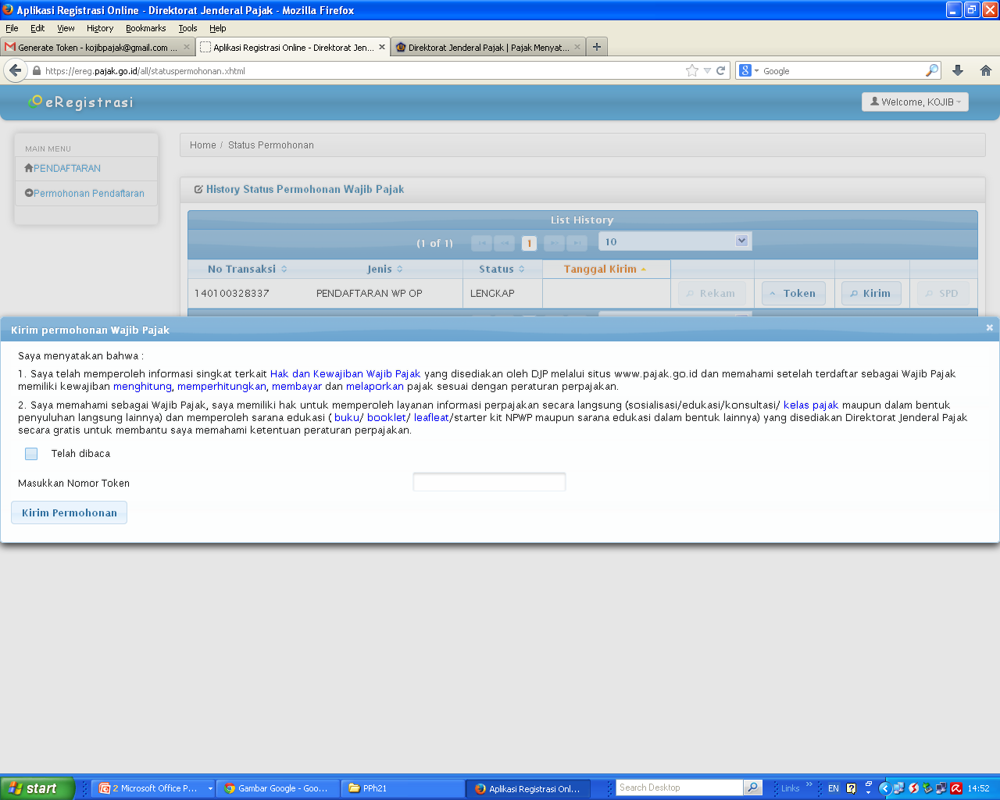 Aplikasi Registrasi Online - Direktorat Jenderal Pajak - Mozilla Firefox
File Edit View History Bookmarks Tools Help
Generate Token - kojibpajak@gmail.com ...
Aplikasi Registrasi Online - Direktorat Jen...
Direktorat Jenderal Pajak | Pajak Menyat...
https://ereg.pajak.go.id/all/statuspermohonan.xhtml
Google
eRegistrasi
Welcome, KOJIB
MAIN MENU
PENDAFTARAN
Permohonan Pendaftaran
Home / Status Permohonan
History Status Permohonan Wajib Pajak
List History
(1 of 1) 1 10
No Transaksi Jenis Status Tanggal Kirim
140100328337 PENDAFTARAN WP OP LENGKAP Rekam Token Kirim SPD
Kirim permohonan Wajib Pajak
Saya menyatakan bahwa :
1. Saya telah memperoleh informasi singkat terkait Hak dan Kewajiban Wajib Pajak yang disediakan oleh DJP melalui situs www.pajak.go.id dan memahami setelah terdaftar sebagai Wajib Pajak
memiliki kewajiban menghitung, memperhitungkan, membayar dan melaporkan pajak sesuai dengan peraturan perpajakan.
2. Saya memahami sebagai Wajib Pajak, saya memiliki hak untuk memperoleh layanan informasi perpajakan secara langsung (sosialisasi/edukasi/konsultasi/ kelas pajak maupun dalam bentuk
penyuluhan langsung lainnya) dan memperoleh sarana edukasi ( buku/ booklet/ leafleat/starter kit NPWP maupun sarana edukasi dalam bentuk lainnya) yang disediakan Direktorat Jenderal Pajak
secara gratis untuk membantu saya memahami ketentuan peraturan perpajakan.
Telah dibaca
Masukkan Nomor Token
Kirim Permohonan
start
2 Microsoft Office P...
Gambar Google - Goo...
PPh21
Aplikasi Registrasi Onl...
Search Desktop
Links
EN
14:52